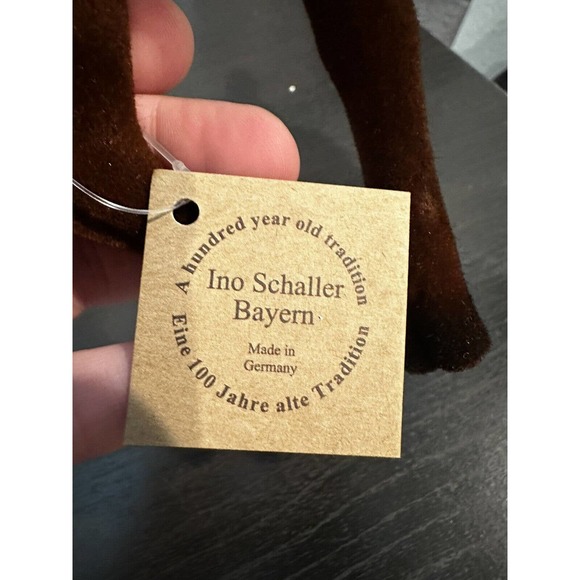 A hundred year old tradition
Ino Schaller
Bayern
Made in
Germany
Eine 100 Jahre alte Tradition